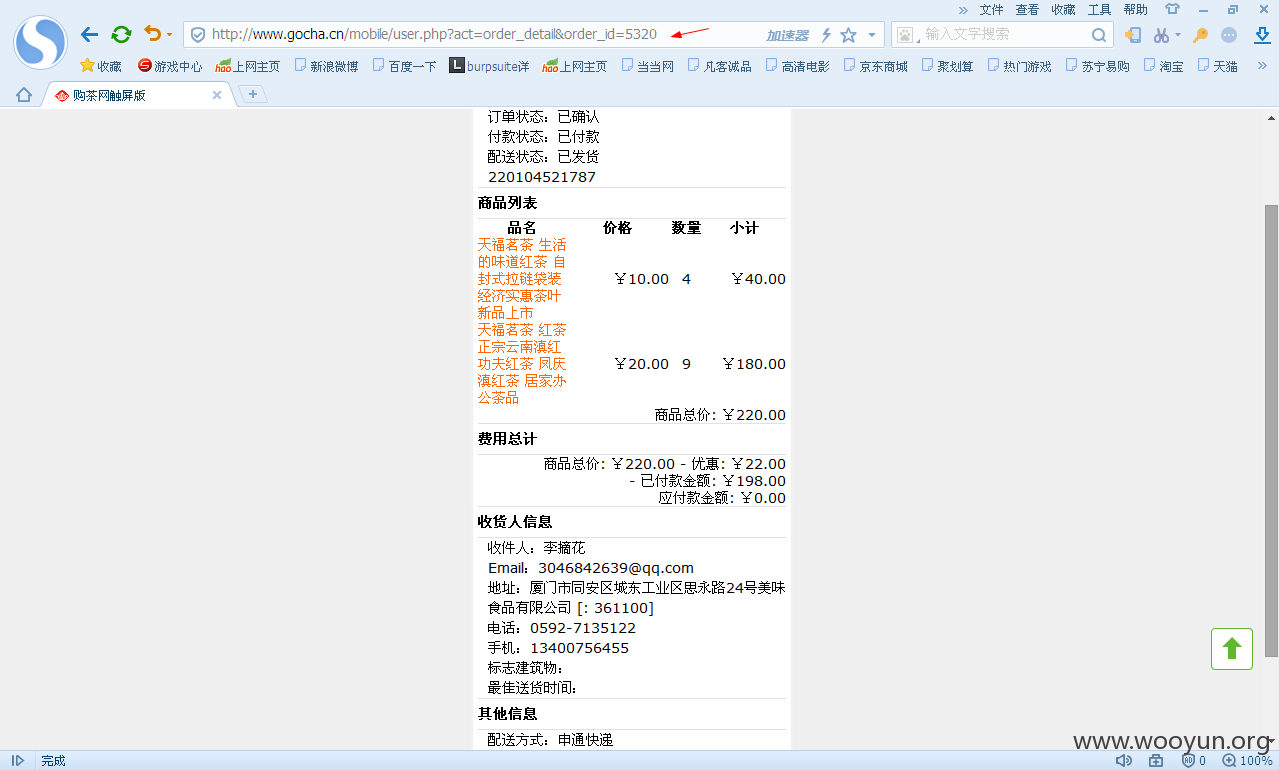 » 文件 查看 收藏 工具 帮助
http://www.gocha.cn/mobile/user.php?act=order_detail&order_id=5320 加速器 输入文字搜索
收藏 游戏中心 hao 上网主页 新浪微博 百度一下 L burpsuite详 hao 上网主页 当当网 凡客诚品 高清电影 京东商城 聚划算 热门游戏 苏宁易购 淘宝 天猫 »
购茶网触屏版
订单状态：已确认
付款状态：已付款
配送状态：已发货
220104521787
商品列表
品名 价格 数量 小计
天福茗茶 生活
的味道红茶 自
封式拉链袋装 ￥10.00 4 ￥40.00
经济实惠茶叶
新品上市
天福茗茶 红茶
正宗云南滇红
功夫红茶 凤庆 ￥20.00 9 ￥180.00
滇红茶 居家办
公茶品
商品总价: ￥220.00
费用总计
商品总价: ￥220.00 - 优惠: ￥22.00
- 已付款金额: ￥198.00
应付款金额: ￥0.00
收货人信息
收件人：李摘花
Email：3046842639@qq.com
地址：厦门市同安区城东工业区思永路24号美味
食品有限公司 [: 361100]
电话：0592-7135122
手机：13400756455
标志建筑物：
最佳送货时间：
其他信息
配送方式：申通快递
www.wooyun.org
完成 0 100%